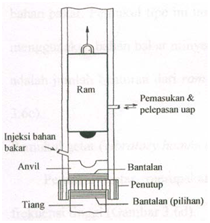 Ram
Pemasukan &
pelepasan uap
Injeksi bahan
bakar
Anvil
Bantalan
Penutup
Bantalan (pilihan)
Tiang